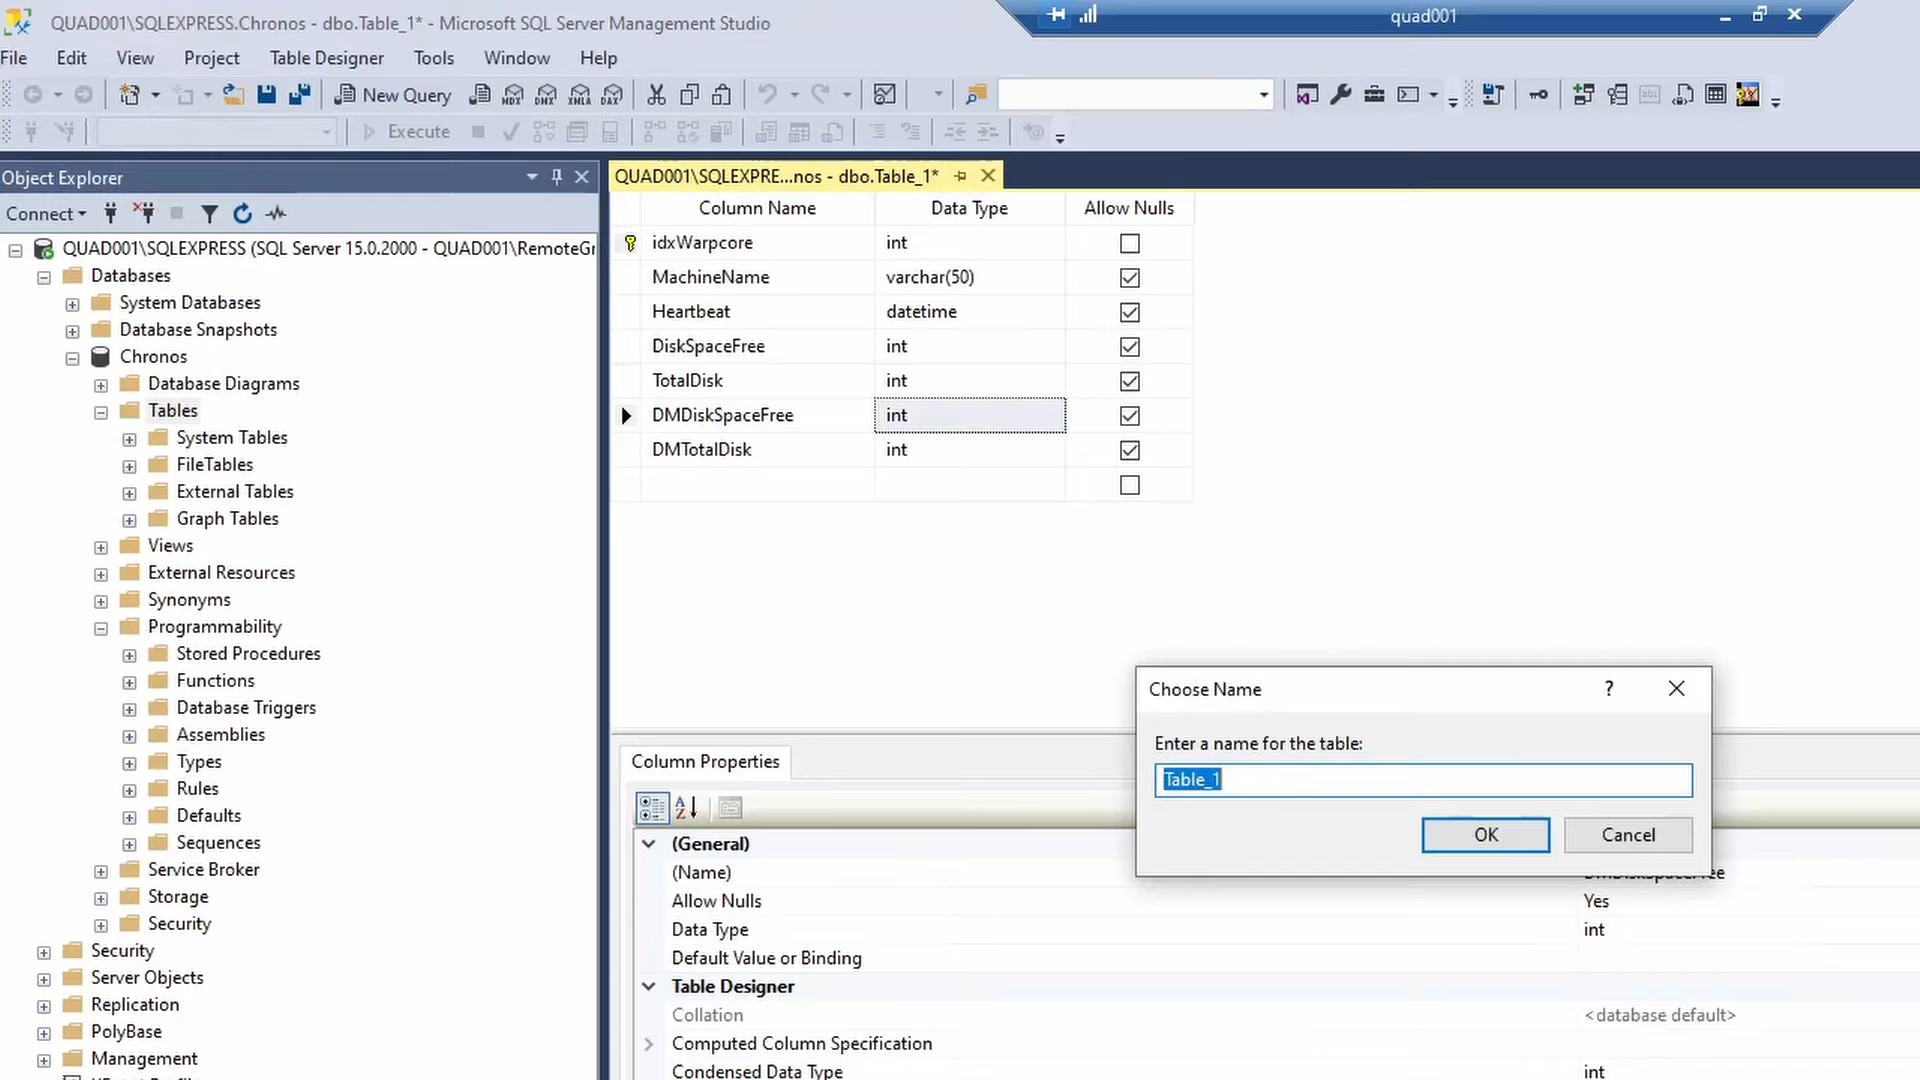 QUAD001\SQLEXPRESS.Chronos - dbo.Table_1* - Microsoft SQL Server Management Studio
quad001
File Edit View Project Table Designer Tools Window Help
New Query MDX DMX XMLA DAX
Execute
Object Explorer
Connect
QUAD001\SQLEXPRESS (SQL Server 15.0.2000 - QUAD001\RemoteGr
Databases
System Databases
Database Snapshots
Chronos
Database Diagrams
Tables
System Tables
FileTables
External Tables
Graph Tables
Views
External Resources
Synonyms
Programmability
Stored Procedures
Functions
Database Triggers
Assemblies
Types
Rules
Defaults
Sequences
Service Broker
Storage
Security
Security
Server Objects
Replication
PolyBase
Management
QUAD001\SQLEXPRE...nos - dbo.Table_1*
Column Name Data Type Allow Nulls
idxWarpcore int
MachineName varchar(50)
Heartbeat datetime
DiskSpaceFree int
TotalDisk int
DMDiskSpaceFree int
DMTotalDisk int
Choose Name
Enter a name for the table:
Table_1
OK Cancel
Column Properties
(General)
(Name) DMDiskSpaceFree
Allow Nulls Yes
Data Type int
Default Value or Binding
Table Designer
Collation <database default>
Computed Column Specification
Condensed Data Type int